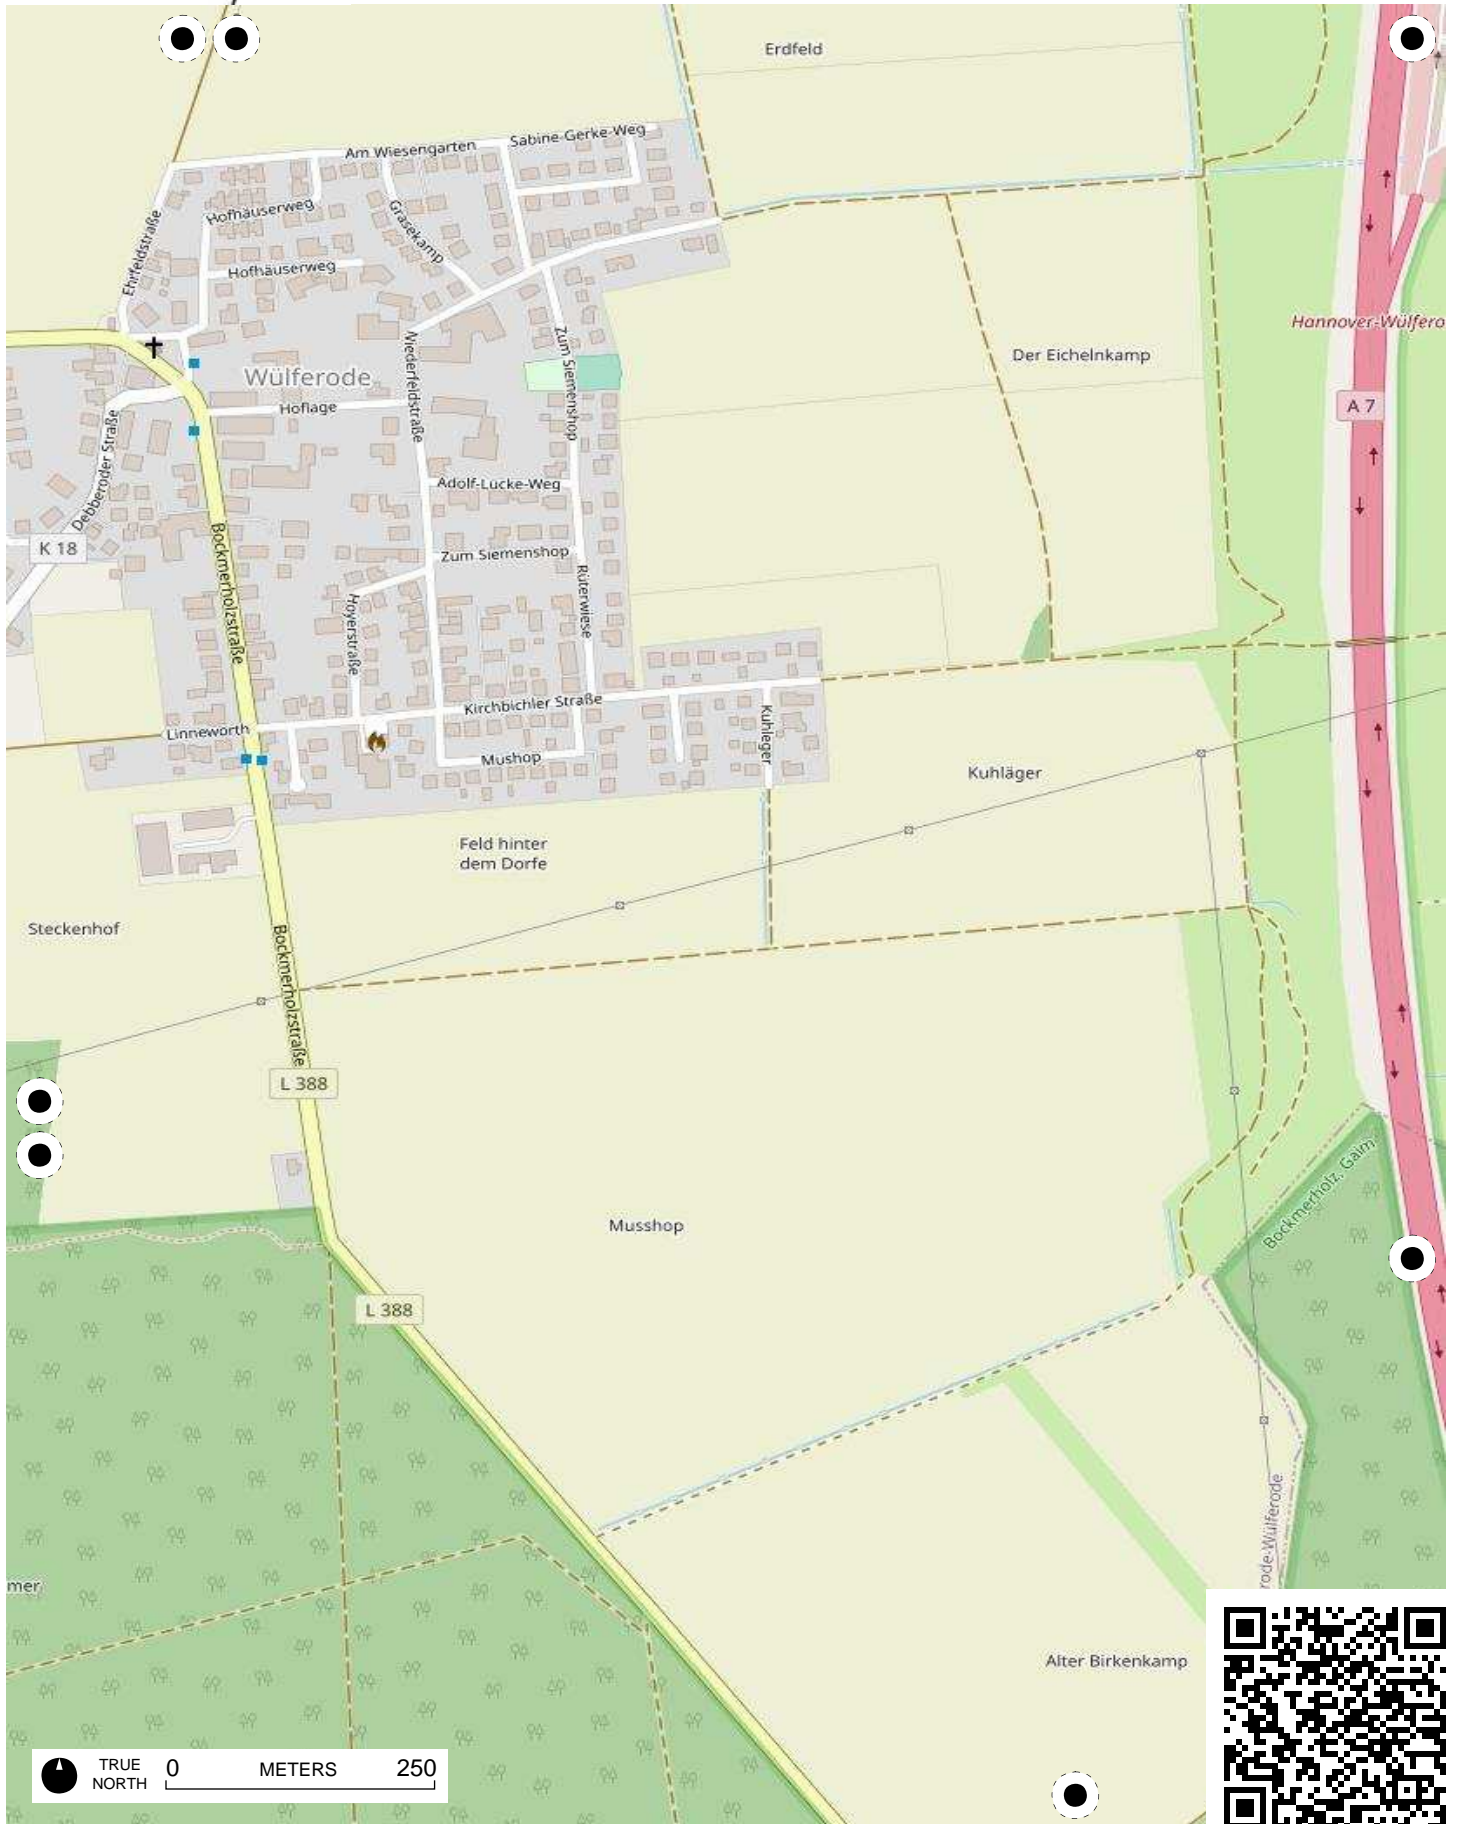 Erdfeld
Sabine-Gerke-Weg
Am Wiesengarten
Hofhäuserweg
Grasekamp
Ehrfeldstraße
Hofhäuserweg
Hannover-Wülfero
Zum Siemenshop
Niederfeldstraße
Der Eichelnkamp
Wülferode
Hoflage
A 7
Debberoder Straße
Adolf-Lücke-Weg
K 18
Zum Siemenshop
Bockmerholzstraße
Rüterwiese
Hoyerstraße
Kirchbichler Straße
Linneworth
Kuhleger
Mushop
Kuhläger
Feld hinter
dem Dorfe
Steckenhof
Bockmerholzstraße
L 388
Bockmerholz, Gaim
Musshop
L 388
rode-Wülferode
mer
Alter Birkenkamp
TRUE
NORTH
0 METERS 250